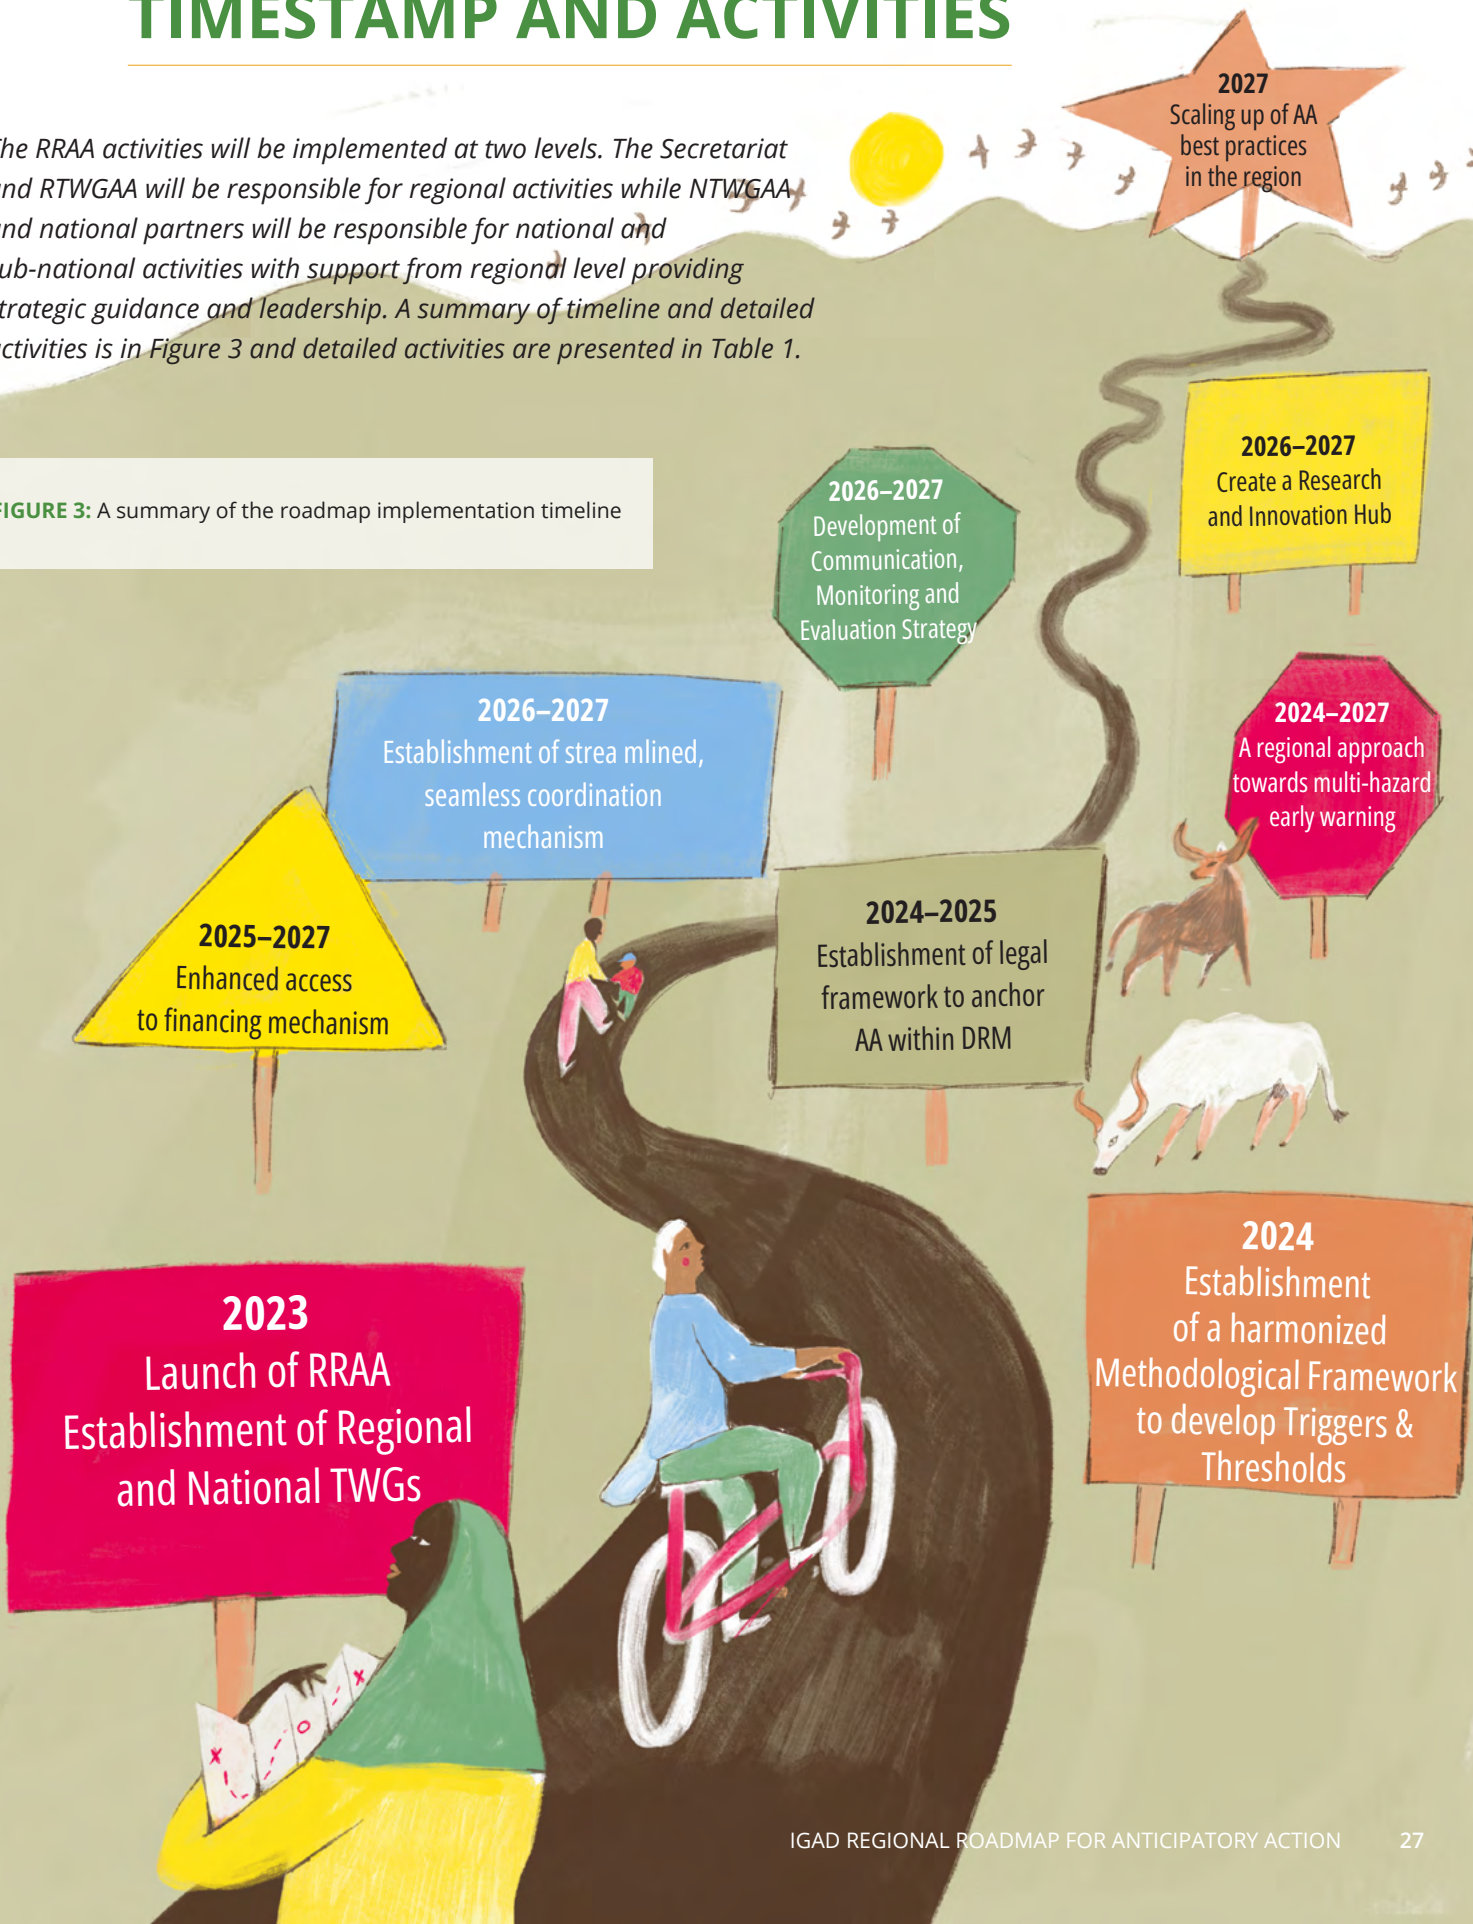 TIMESTAMP AND ACTIVITIES
he RRAA activities will be implemented at two levels. The Secretariat
nd RTWGAA will be responsible for regional activities while NTWGAA
nd national partners will be responsible for national and
ub-national activities with support from regional level providing
trategic guidance and leadership. A summary of timeline and detailed
ctivities is in Figure 3 and detailed activities are presented in Table 1.
2027
Scaling up of AA
best practices
in the region
FIGURE 3: A summary of the roadmap implementation timeline
2026–2027
Create a Research
and Innovation Hub
2026–2027
Development of
Communication,
Monitoring and
Evaluation Strategy
2026–2027
Establishment of strea mlined,
seamless coordination
mechanism
2024–2027
A regional approach
towards multi-hazard
early warning
2025–2027
Enhanced access
to financing mechanism
2024–2025
Establishment of legal
framework to anchor
AA within DRM
2024
Establishment
of a harmonized
Methodological Framework
to develop Triggers &
Thresholds
2023
Launch of RRAA
Establishment of Regional
and National TWGs
IGAD REGIONAL ROADMAP FOR ANTICIPATORY ACTION 27